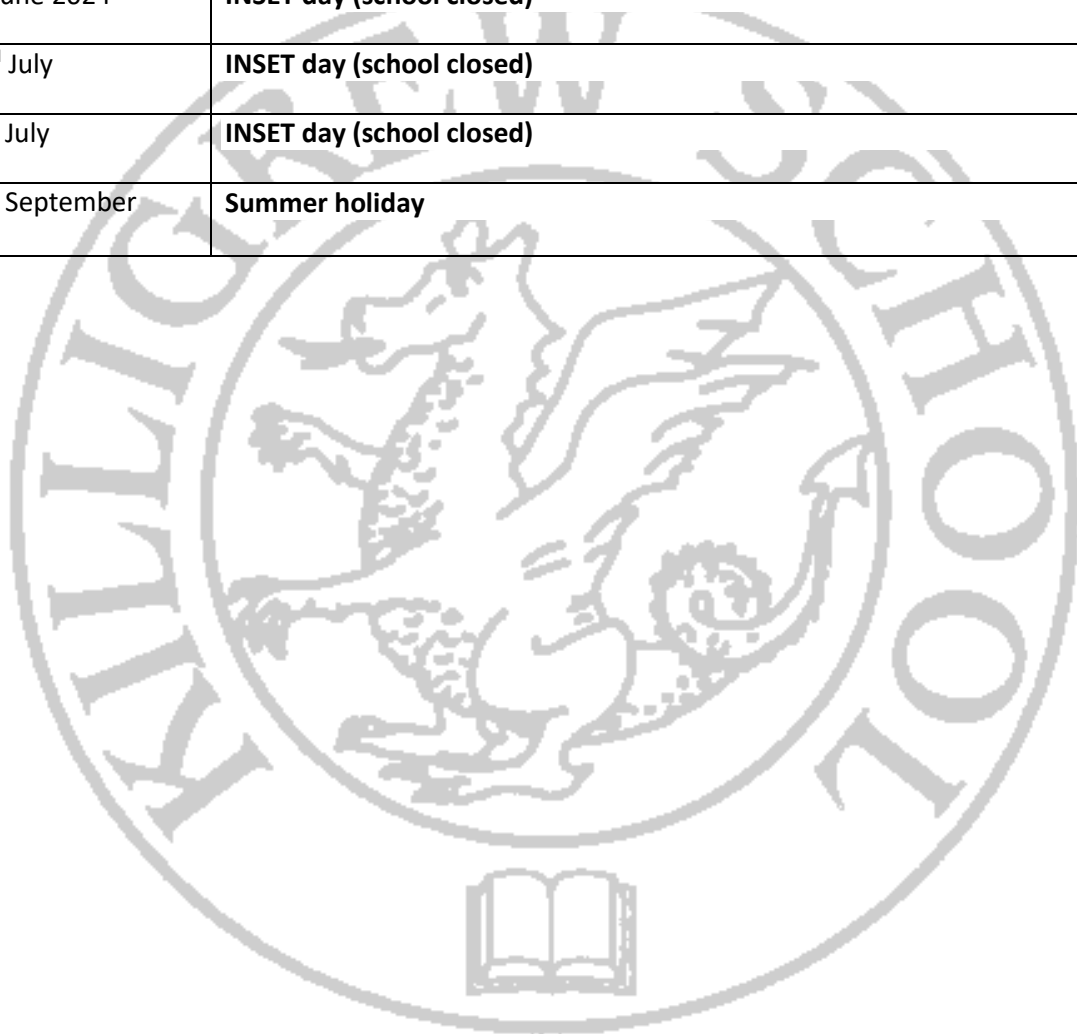 2024 INSET day (school closed)
July INSET day (school closed)
July INSET day (school closed)
September Summer holiday
KILLIGREW SCHOOL